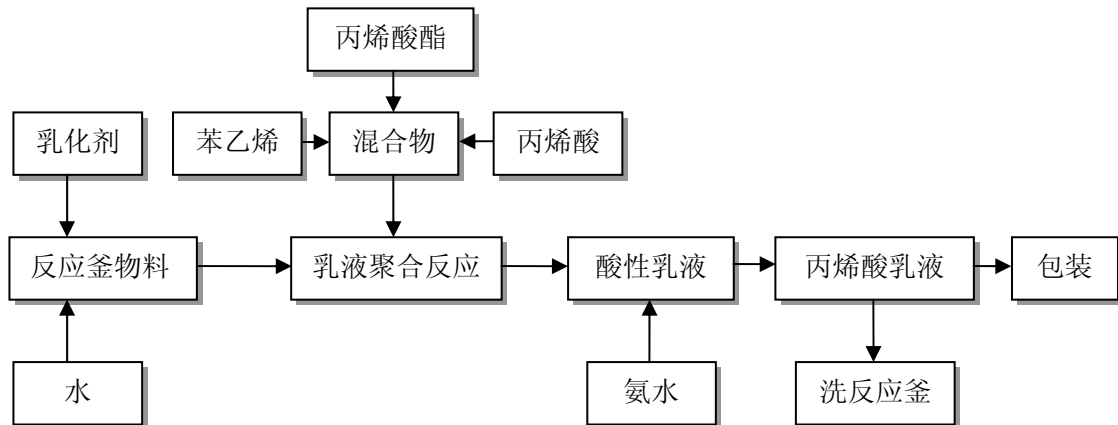 丙烯酸酯
乳化剂
苯乙烯
混合物
丙烯酸
反应釜物料
乳液聚合反应
酸性乳液
丙烯酸乳液
包装
水
氨水
洗反应釜